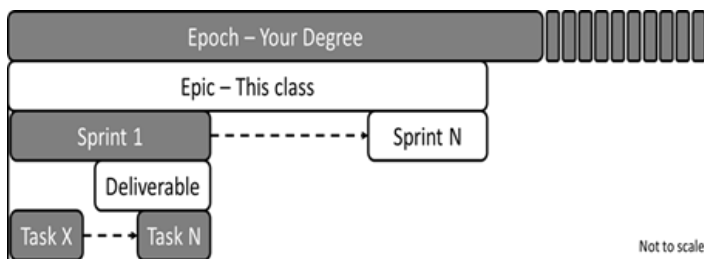 Epoch – Your Degree
Epic – This class
Sprint 1
Sprint N
Deliverable
Task X
Task N
Not to scale